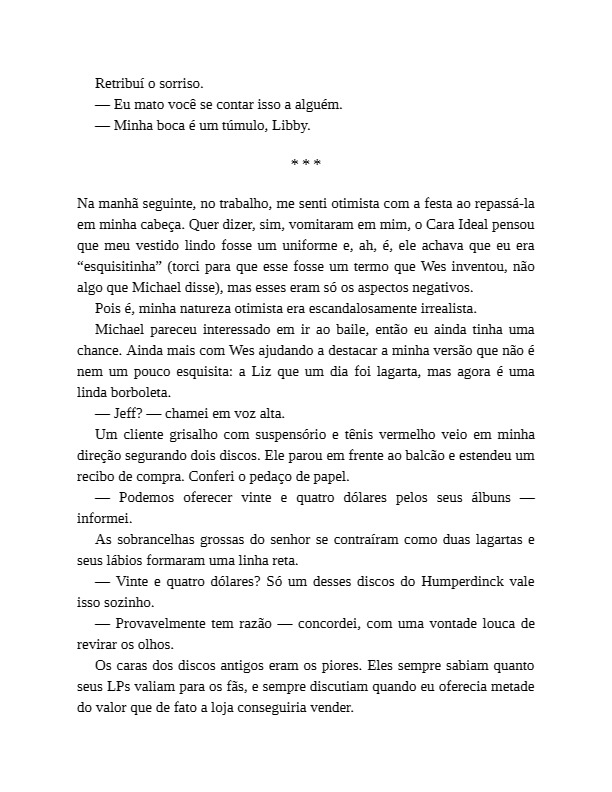 Retribuí o sorriso.
— Eu mato você se contar isso a alguém.
— Minha boca é um túmulo, Libby.
* * *
Na manhã seguinte, no trabalho, me senti otimista com a festa ao repassá-la
em minha cabeça. Quer dizer, sim, vomitaram em mim, o Cara Ideal pensou
que meu vestido lindo fosse um uniforme e, ah, é, ele achava que eu era
“esquisitinha” (torci para que esse fosse um termo que Wes inventou, não
algo que Michael disse), mas esses eram só os aspectos negativos.
Pois é, minha natureza otimista era escandalosamente irrealista.
Michael pareceu interessado em ir ao baile, então eu ainda tinha uma
chance. Ainda mais com Wes ajudando a destacar a minha versão que não é
nem um pouco esquisita: a Liz que um dia foi lagarta, mas agora é uma
linda borboleta.
— Jeff? — chamei em voz alta.
Um cliente grisalho com suspensório e tênis vermelho veio em minha
direção segurando dois discos. Ele parou em frente ao balcão e estendeu um
recibo de compra. Conferi o pedaço de papel.
— Podemos oferecer vinte e quatro dólares pelos seus álbuns —
informei.
As sobrancelhas grossas do senhor se contraíram como duas lagartas e
seus lábios formaram uma linha reta.
— Vinte e quatro dólares? Só um desses discos do Humperdinck vale
isso sozinho.
— Provavelmente tem razão — concordei, com uma vontade louca de
revirar os olhos.
Os caras dos discos antigos eram os piores. Eles sempre sabiam quanto
seus LPs valiam para os fãs, e sempre discutiam quando eu oferecia metade
do valor que de fato a loja conseguiria vender.